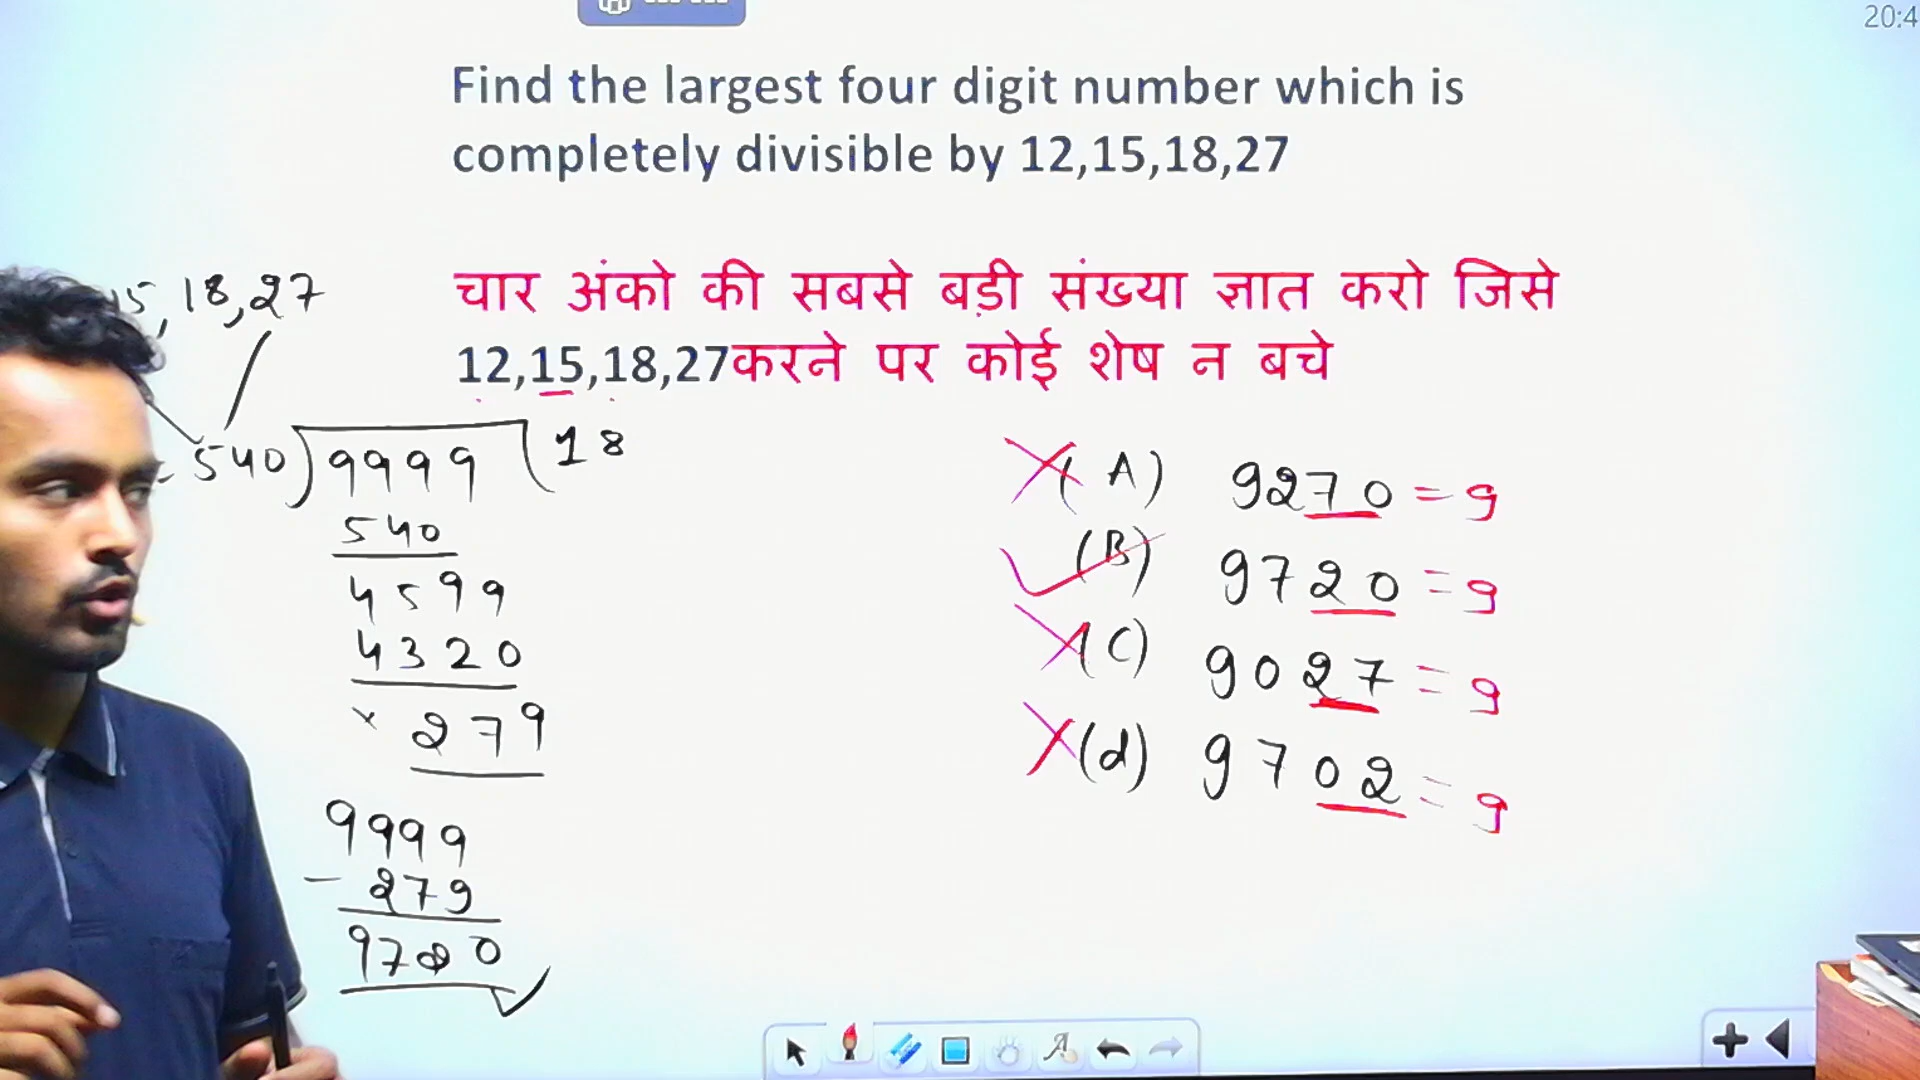 20:4
Find the largest four digit number which is
completely divisible by 12,15,18,27
चार अंको की सबसे बड़ी संख्या ज्ञात करो जिसे
12,15,18,27करने पर कोई शेष न बचे
15,18,27
540)9999(18
540
4599
4320
× 279
9999
- 279
9720
(A) 9270 = 9
(B) 9720 = 9
(C) 9027 = 9
(d) 9702 = 9